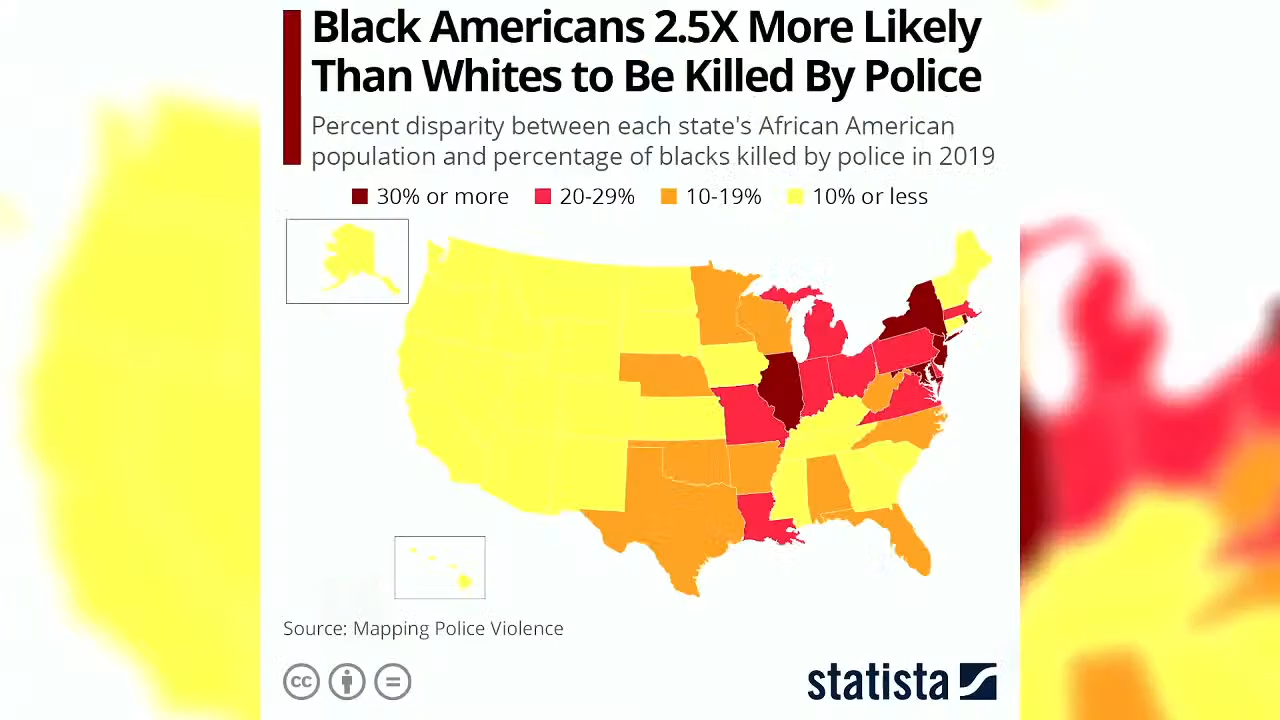 Black Americans 2.5X More Likely
Than Whites to Be Killed By Police
Percent disparity between each state's African American
population and percentage of blacks killed by police in 2019
30% or more 20-29% 10-19% 10% or less
Source: Mapping Police Violence
cc =
statista